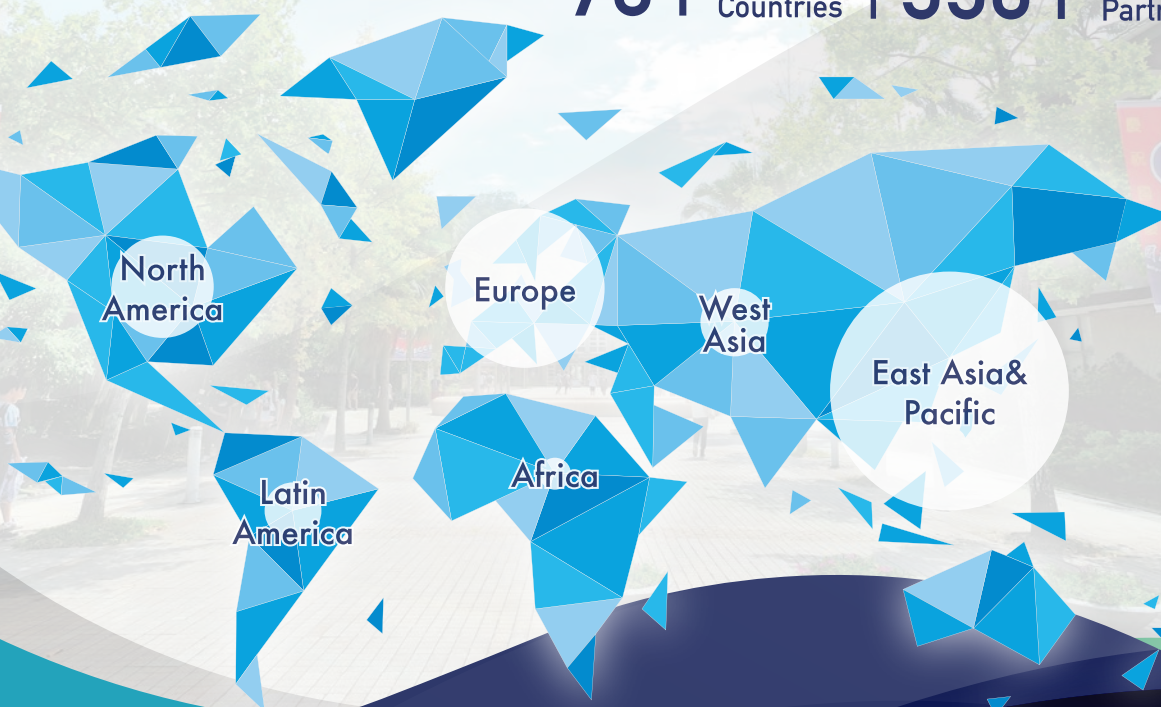 Countries
North
America
Europe
West
Asia
East Asia&
Pacific
Africa
Latin
America